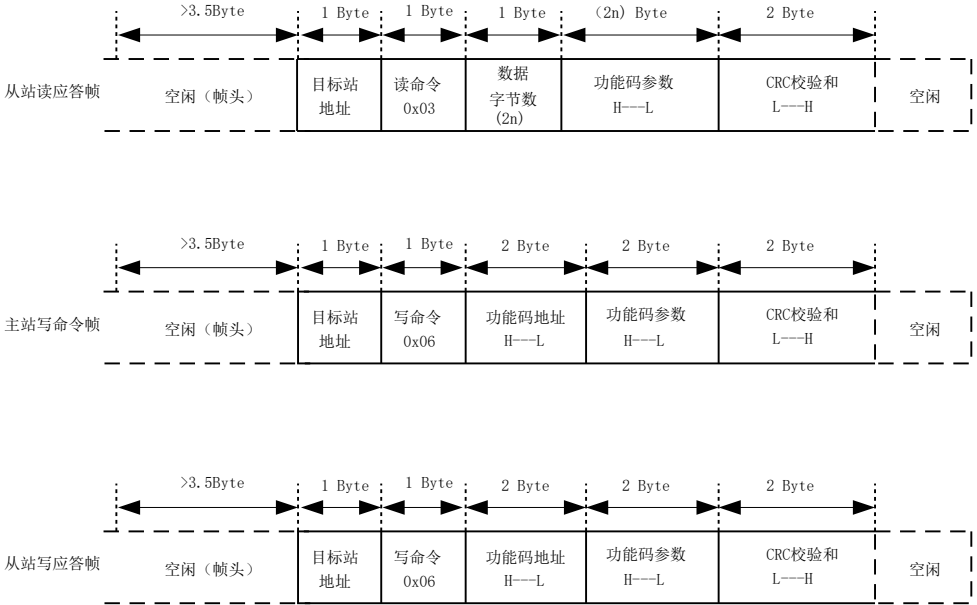 >3.5Byte
1 Byte
1 Byte
1 Byte
（2n) Byte
2 Byte
从站读应答帧
空闲（帧头）
目标站
地址
读命令
0x03
数据
字节数
(2n)
功能码参数
H---L
CRC校验和
L---H
空闲
>3.5Byte
1 Byte
1 Byte
2 Byte
2 Byte
2 Byte
主站写命令帧
空闲（帧头）
目标站
地址
写命令
0x06
功能码地址
H---L
功能码参数
H---L
CRC校验和
L---H
空闲
>3.5Byte
1 Byte
1 Byte
2 Byte
2 Byte
2 Byte
从站写应答帧
空闲（帧头）
目标站
地址
写命令
0x06
功能码地址
H---L
功能码参数
H---L
CRC校验和
L---H
空闲